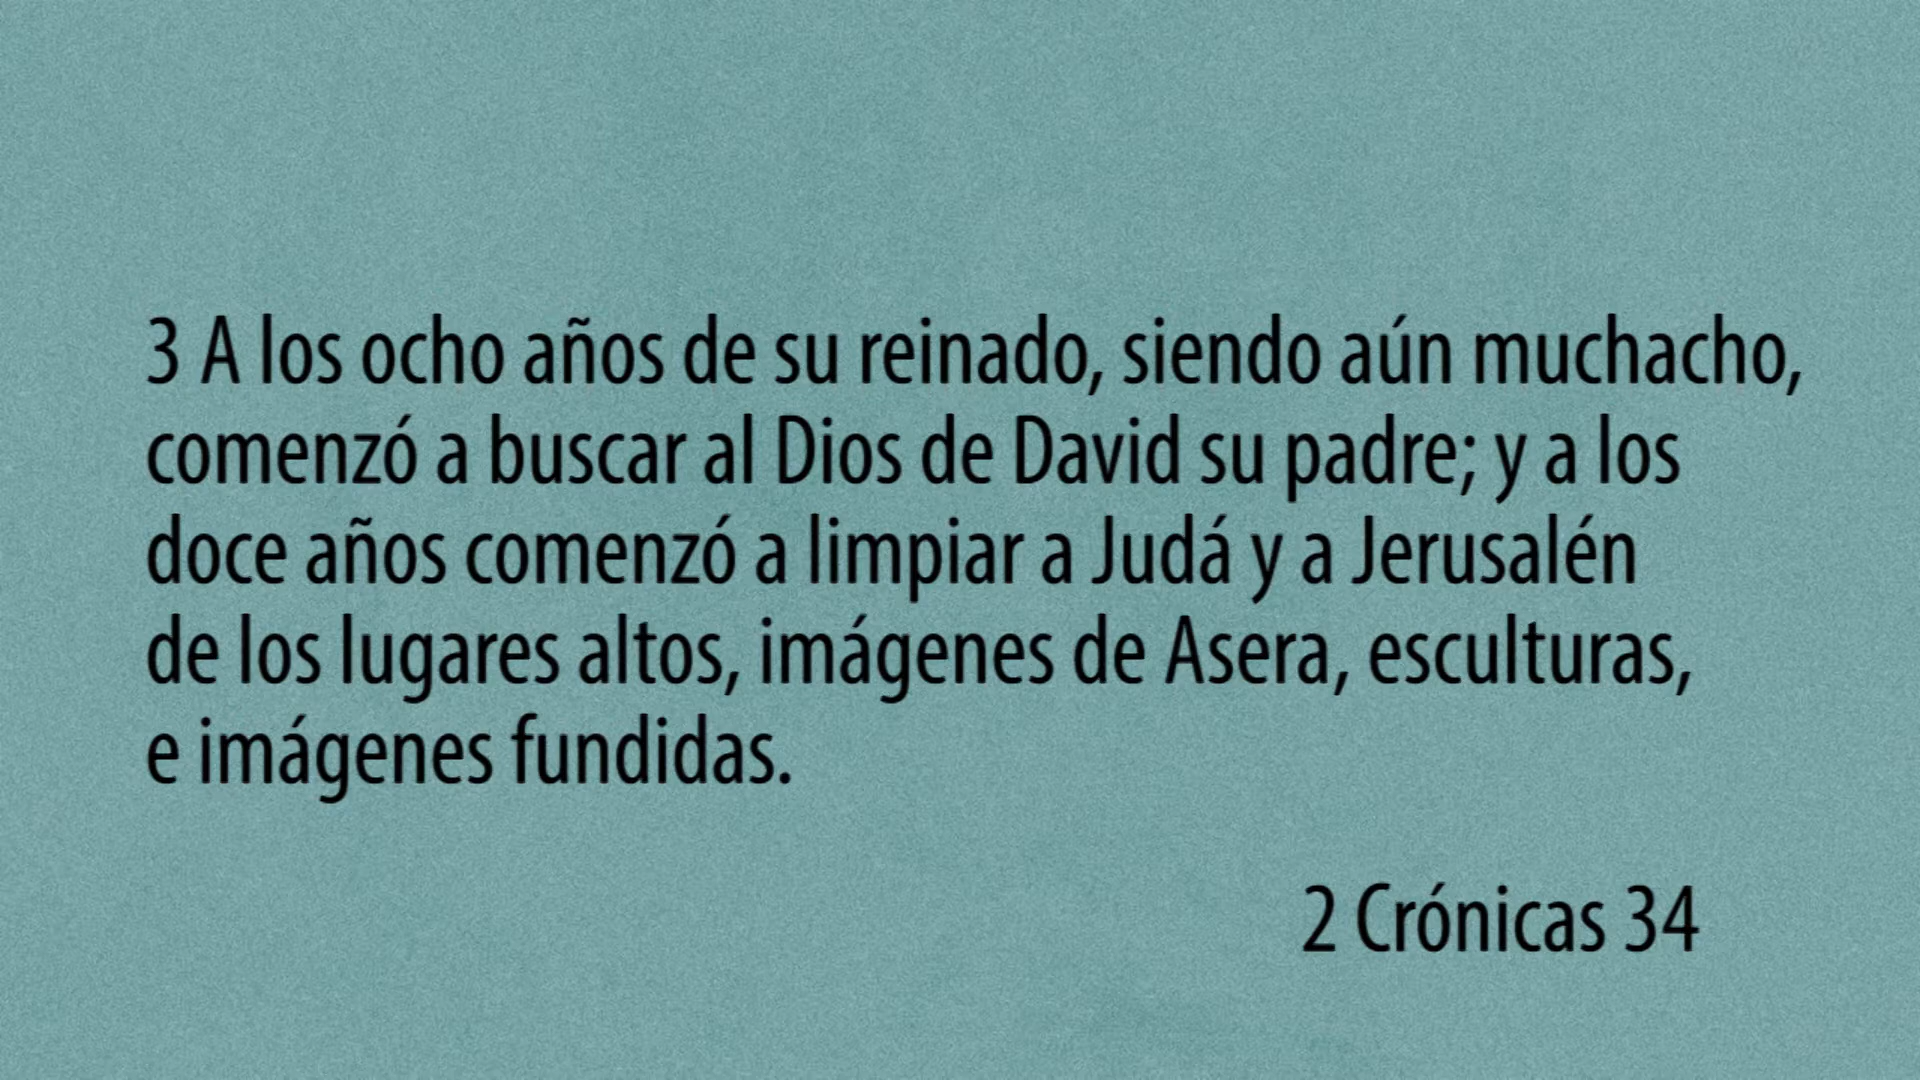 3 A los ocho años de su reinado, siendo aún muchacho,
comenzó a buscar al Dios de David su padre; y a los
doce años comenzó a limpiar a Judá y a Jerusalén
de los lugares altos, imágenes de Asera, esculturas,
e imágenes fundidas.
2 Crónicas 34